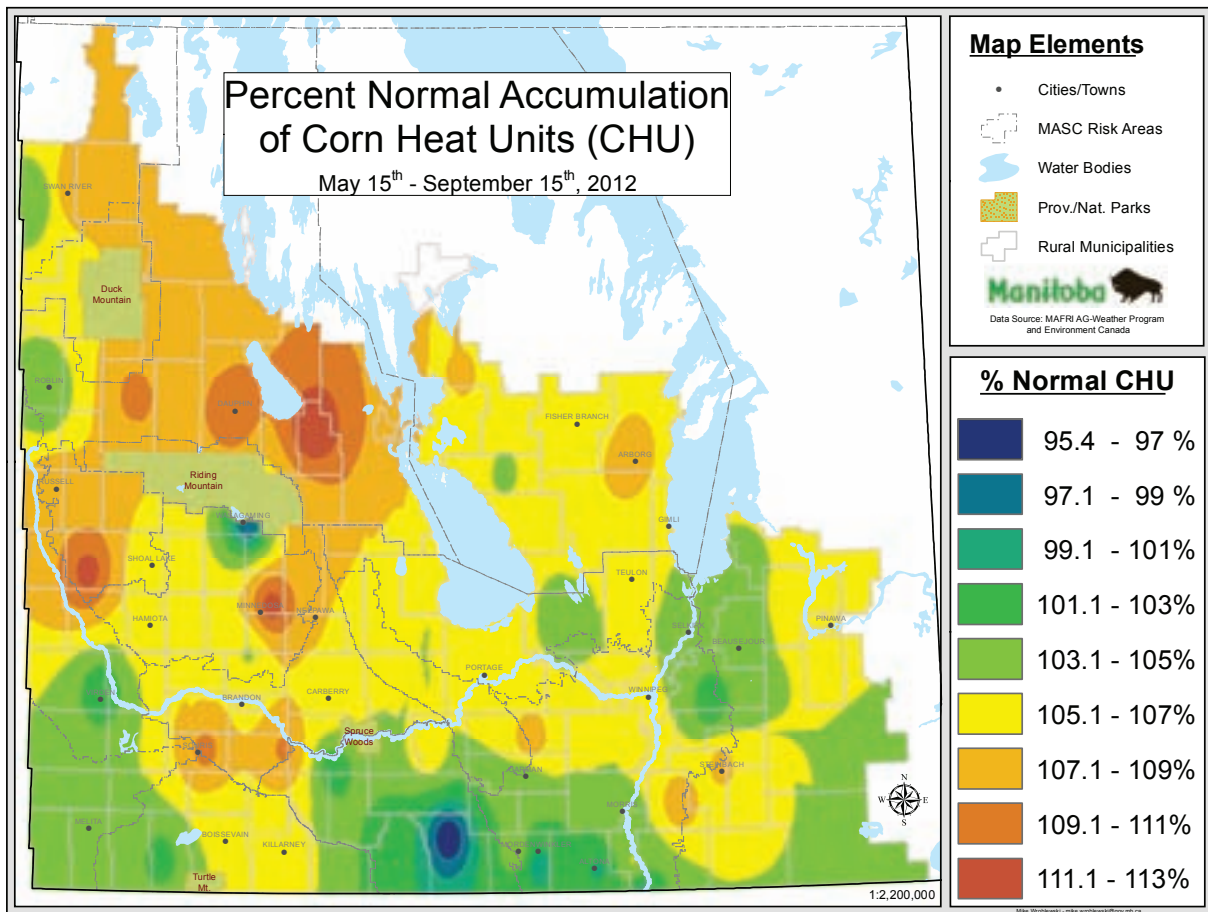 Percent Normal Accumulation
of Corn Heat Units (CHU)
May 15th - September 15th, 2012
SWAN RIVER
Duck
Mountain
ROBLIN
FISHER BRANCH
ARBORG
Riding
Mountain
RUSSELL
GIMLI
SHOAL LAKE
TEULON
NEEPAWA
HAMIOTA
PINAWA
SELKIRK
BEAUSEJOUR
PORTAGE
WINNIPEG
BRANDON
CARBERRY
Spruce
Woods
STEINBACH
CARMAN
MORRIS
MELITA
BOISSEVAIN
KILLARNEY
Turtle
Mt.
N
W
E
S
1:2,200,000
Map Elements
Cities/Towns
MASC Risk Areas
Water Bodies
Prov./Nat. Parks
Rural Municipalities
Manitoba
Data Source: MAFRI AG-Weather Program
and Environment Canada
% Normal CHU
95.4 - 97 %
97.1 - 99 %
99.1 - 101%
101.1 - 103%
103.1 - 105%
105.1 - 107%
107.1 - 109%
109.1 - 111%
111.1 - 113%